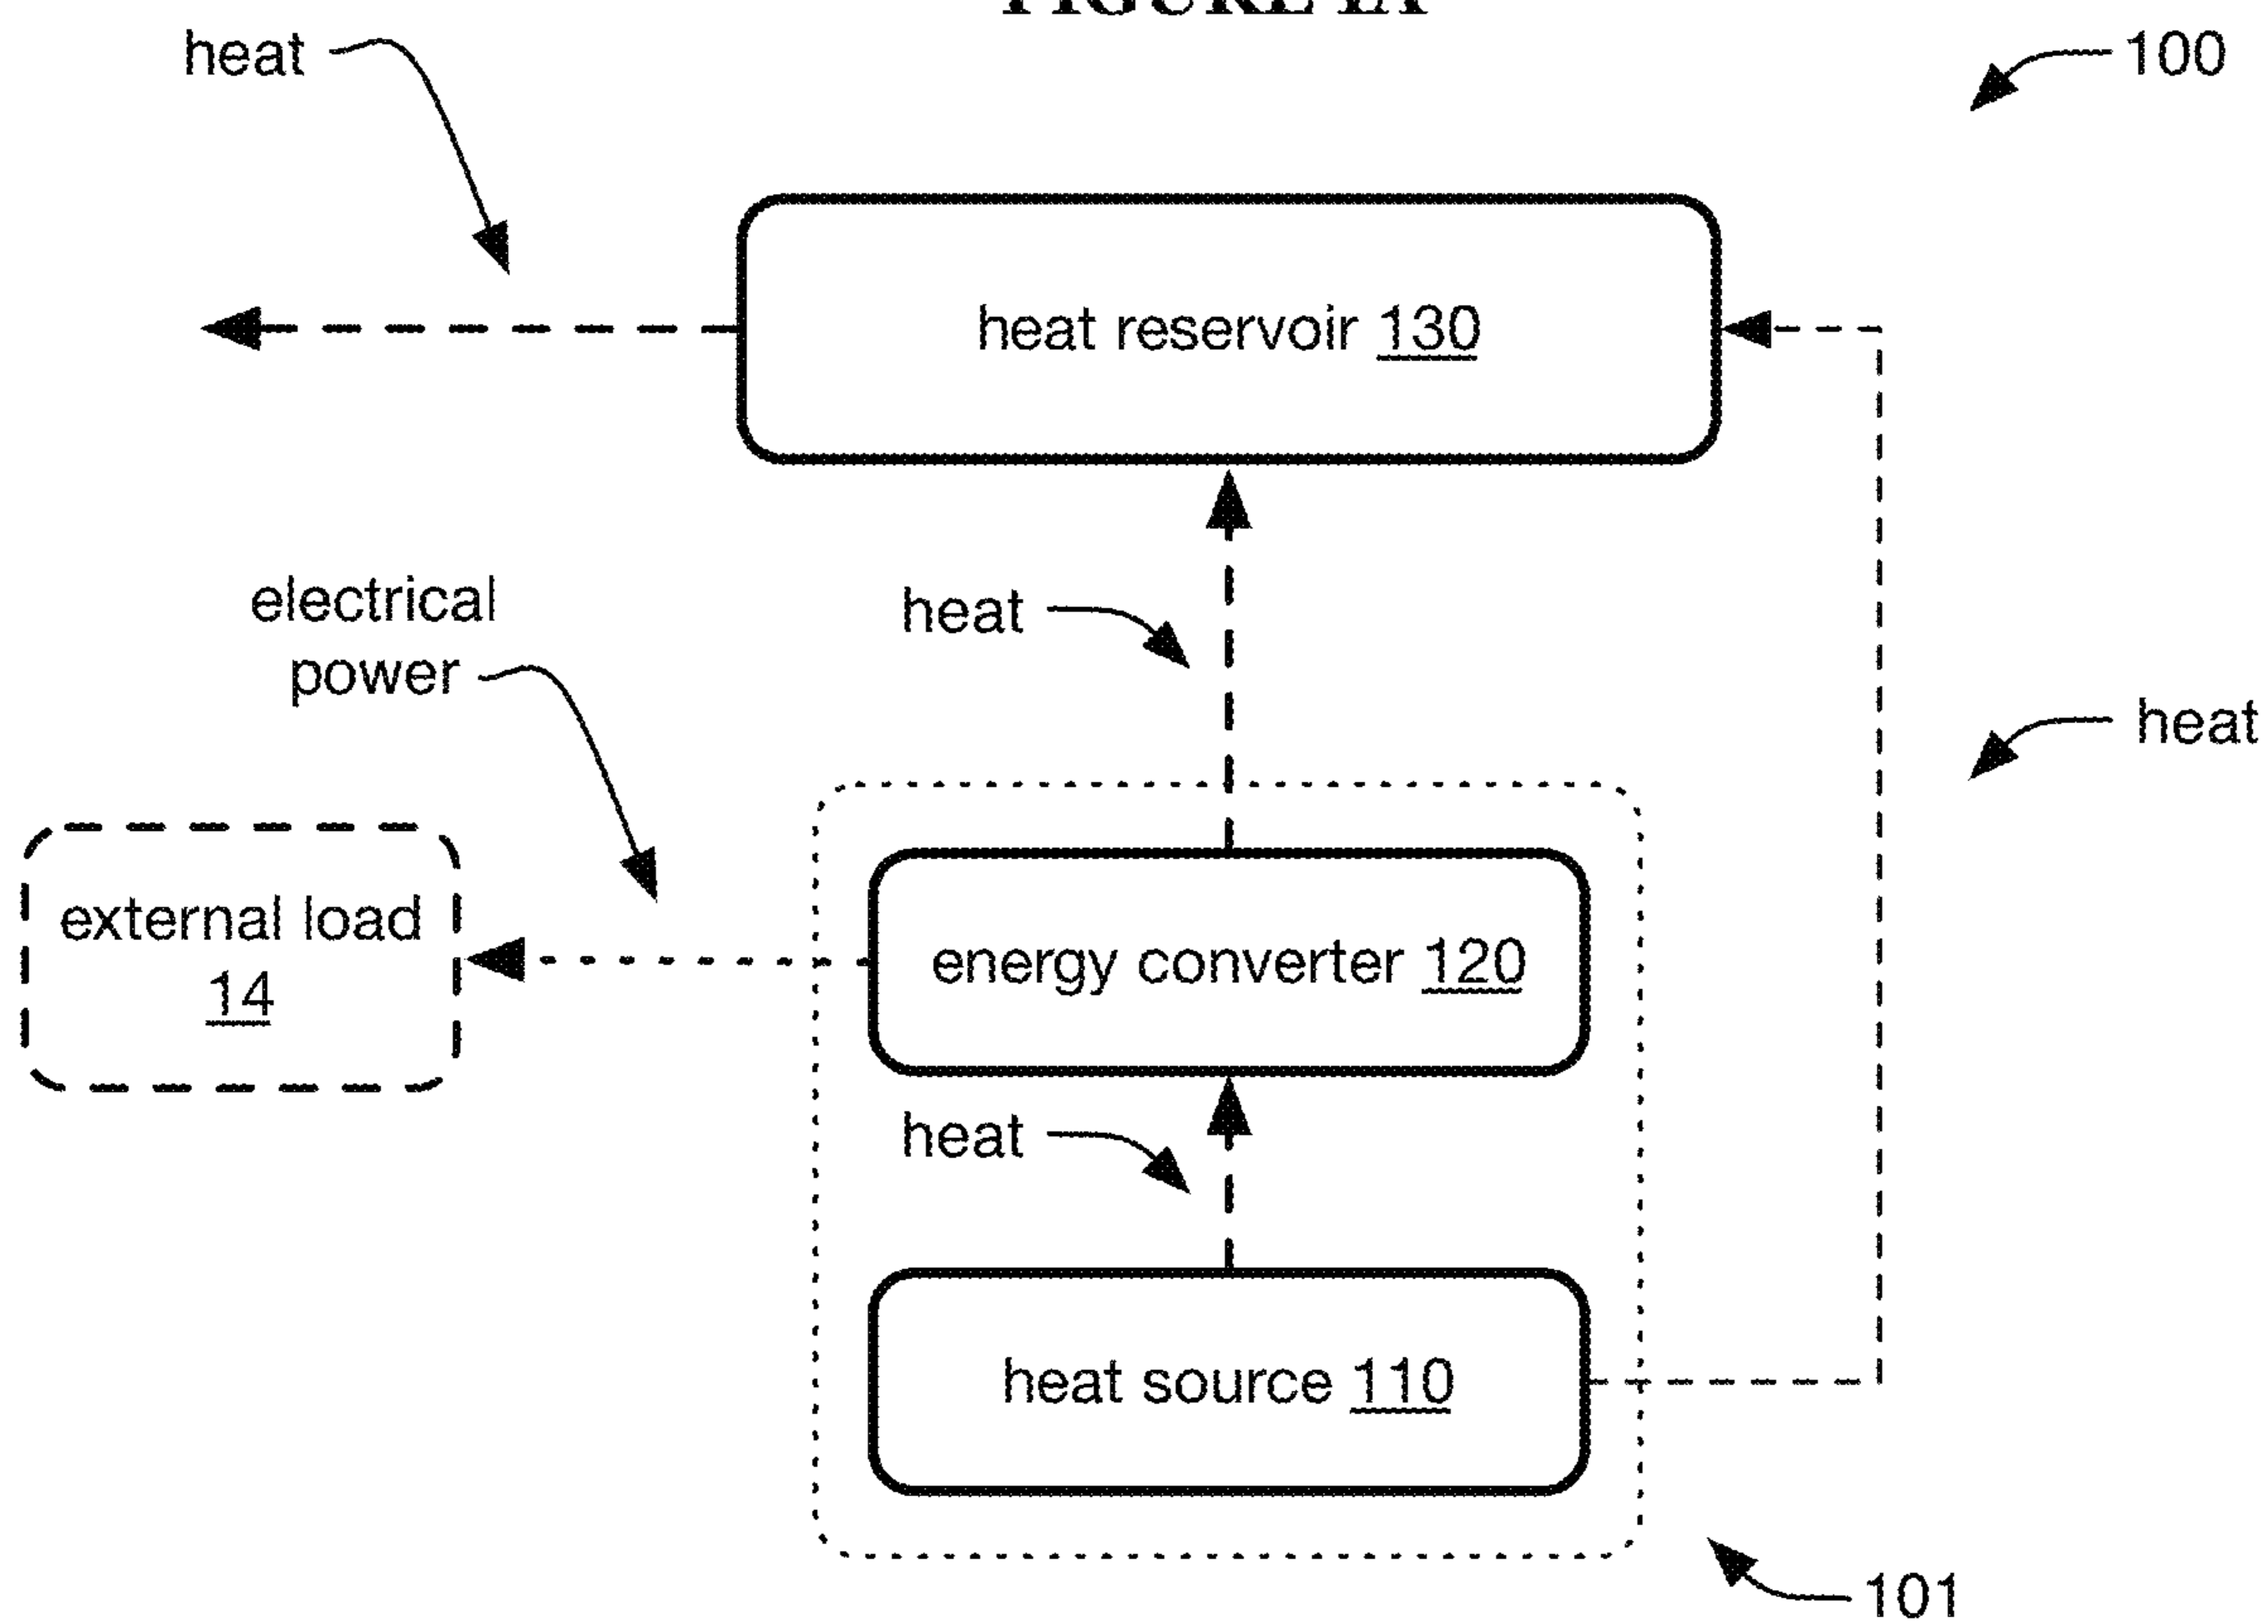 heat
100
heat reservoir 130
electrical
power
heat
heat
external load
14
energy converter 120
heat
heat source 110
101